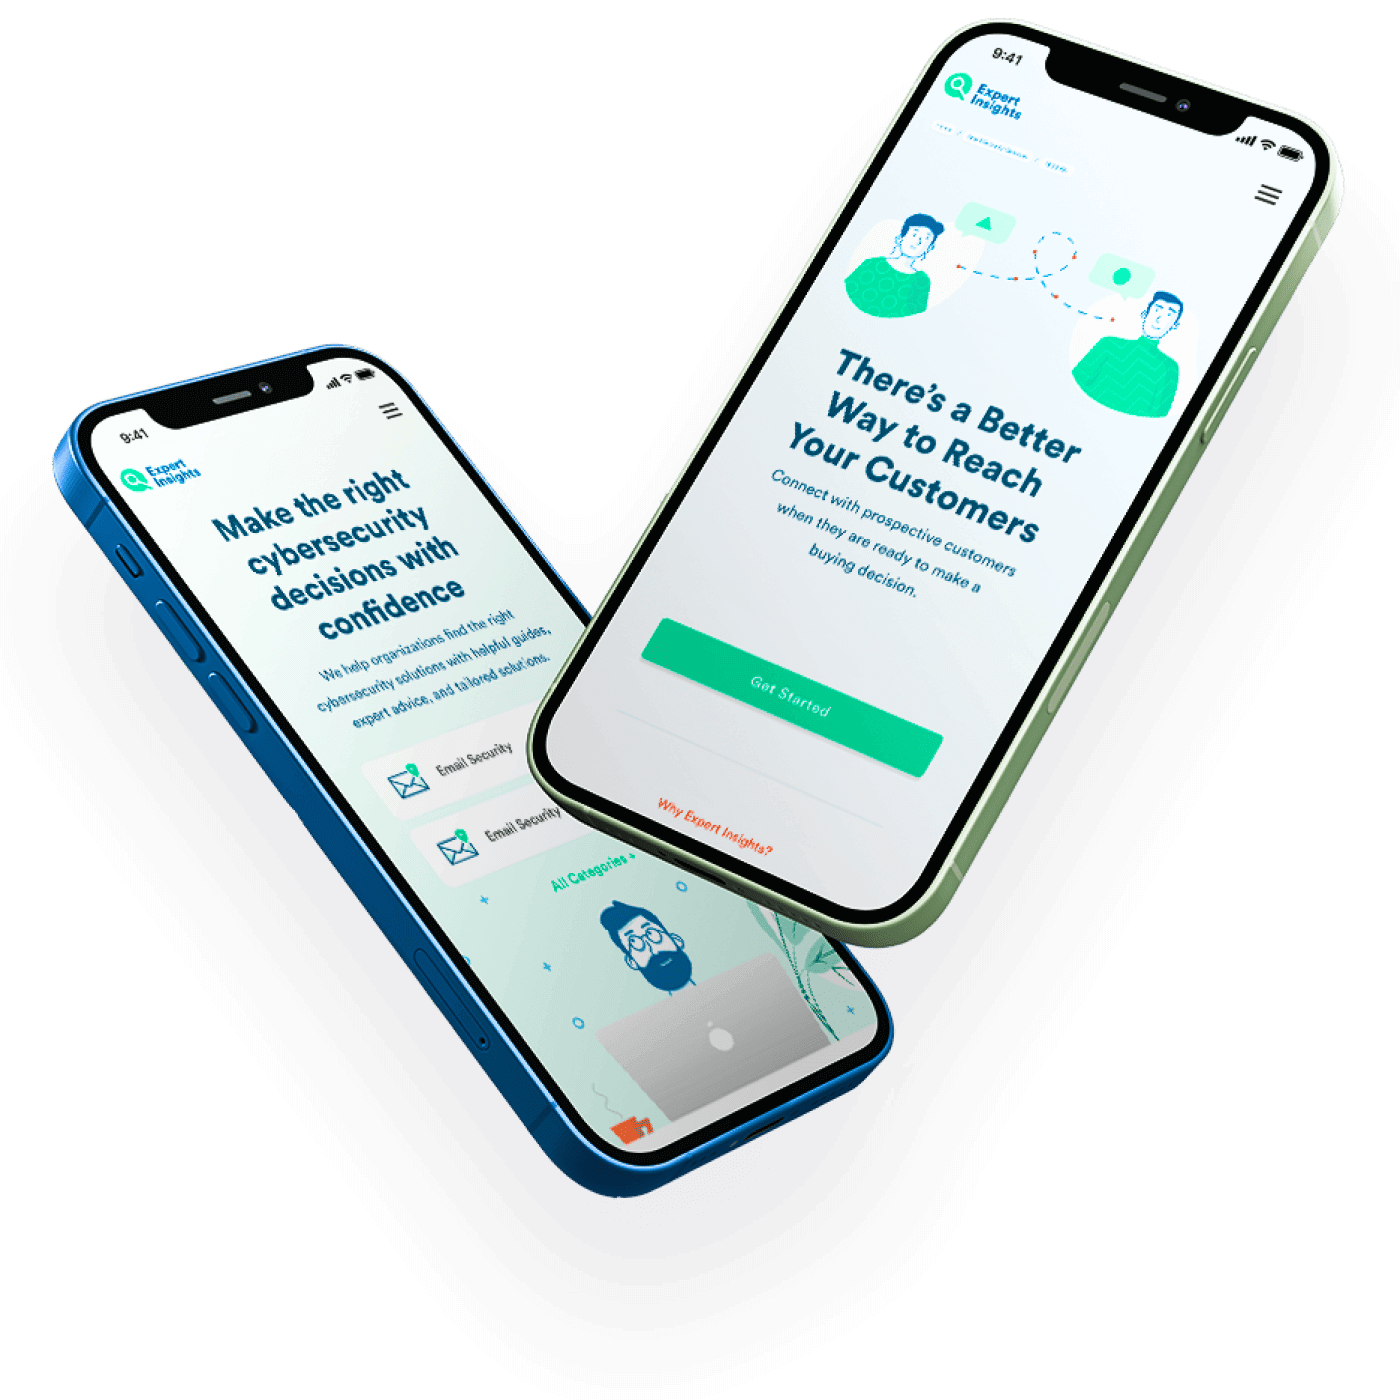 9:41
Expert
Insights
Make the right
cybersecurity
decisions with
confidence
We help organizations find the right
cybersecurity solutions with helpful guides,
expert advice, and tailored solutions.
Email Security
Email Security
All Categories +
9:41
Expert
Insights
There's a Better
Way to Reach
Your Customers
Connect with prospective customers
when they are ready to make a
buying decision.
Get Started
Why Expert Insights?